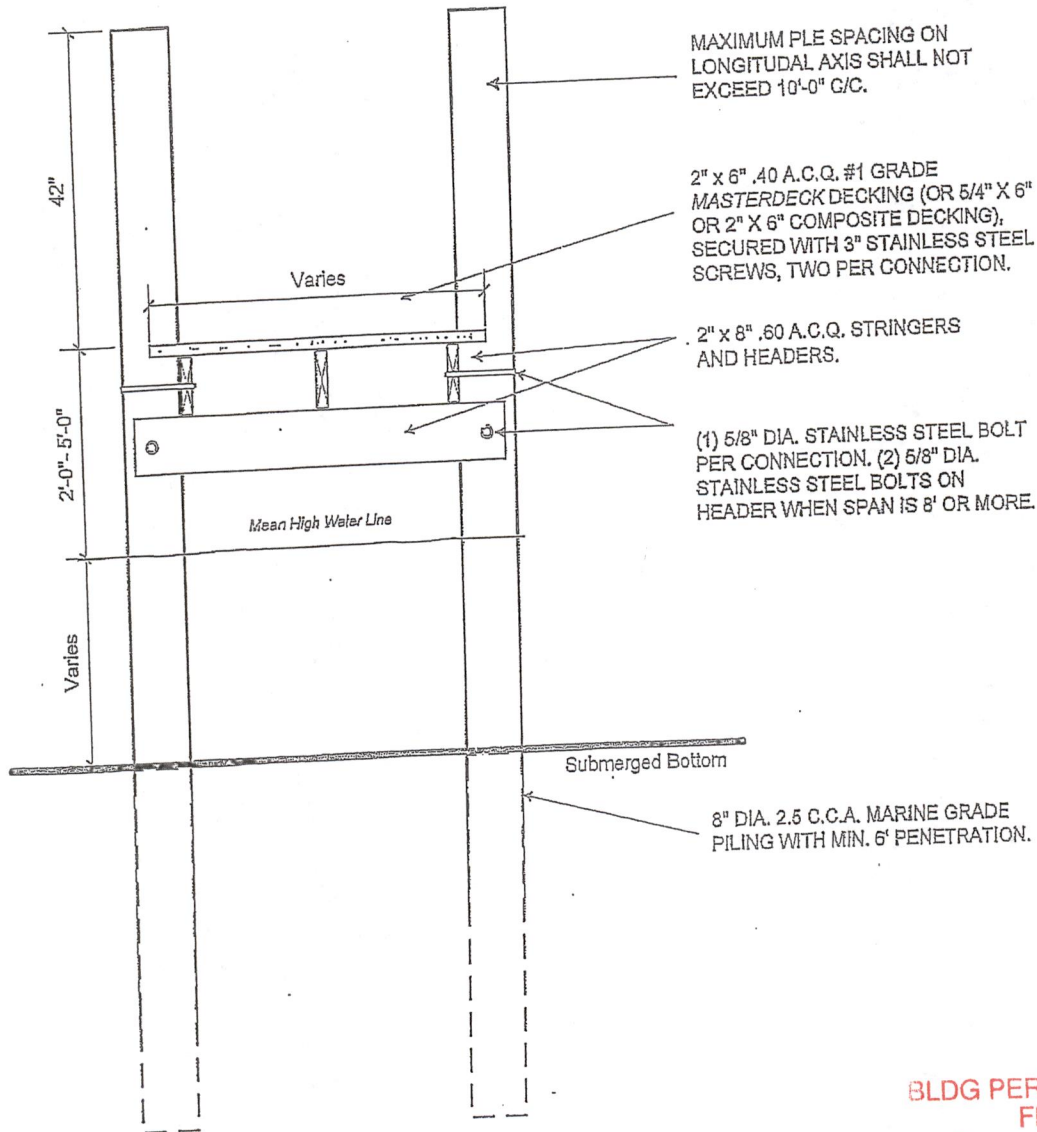 MAXIMUM PLE SPACING ON
LONGITUDAL AXIS SHALL NOT
EXCEED 10'-0" C/C.
42"
2" x 6" .40 A.C.Q. #1 GRADE
MASTERDECK DECKING (OR 5/4" X 6"
OR 2" X 6" COMPOSITE DECKING),
SECURED WITH 3" STAINLESS STEEL
SCREWS, TWO PER CONNECTION.
Varies
2" x 8" .60 A.C.Q. STRINGERS
AND HEADERS.
2'-0"- 5'-0"
(1) 5/8" DIA. STAINLESS STEEL BOLT
PER CONNECTION. (2) 5/8" DIA.
STAINLESS STEEL BOLTS ON
HEADER WHEN SPAN IS 8' OR MORE.
Mean High Water Line
Varies
Submerged Bottom
8" DIA. 2.5 C.C.A. MARINE GRADE
PILING WITH MIN. 6' PENETRATION.
BLDG PER